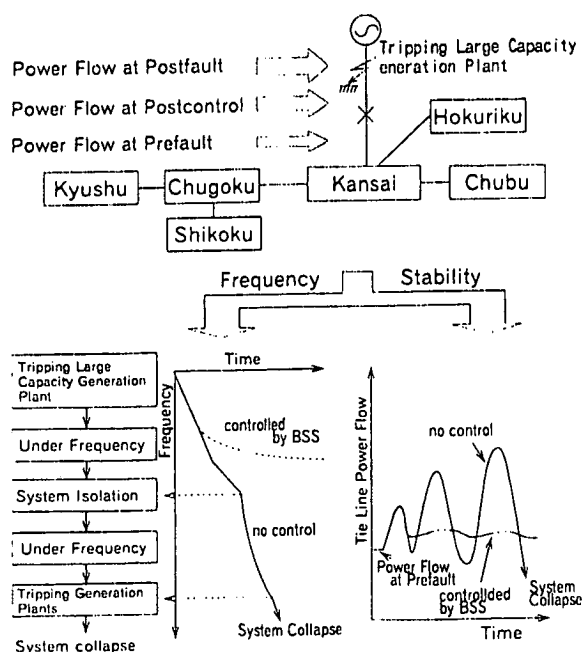 Tripping Large Capacity
eneration Plant
Power Flow at Postfault
Power Flow at Postcontrol
Power Flow at Prefault
Hokuriku
Kyushu
Chugoku
Kansai
Chubu
Shikoku
Frequency
Stability
Tripping Large
Capacity Generation
Plant
Under Frequency
System Isolation
Under Frequency
Tripping Generation
Plants
System collapse
Time
Frequency
controlled
by BSS
no control
System Collapse
Tie Line Power Flow
no control
Power Flow
at Prefault
controllded
by BSS
System
Collapse
Time